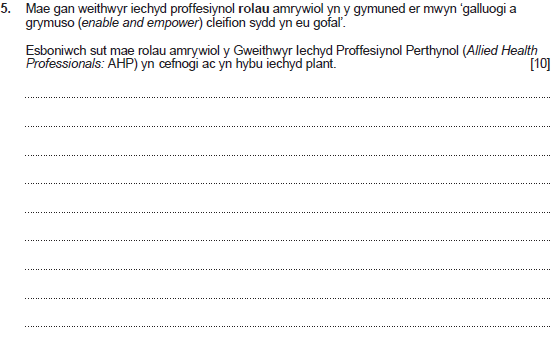 5. Mae gan weithwyr iechyd proffesiynol rolau amrywiol yn y gymuned er mwyn 'galluogi a
grymuso (enable and empower) cleifion sydd yn eu gofal'.
Esboniwch sut mae rolau amrywiol y Gweithwyr Iechyd Proffesiynol Perthynol (Allied Health
Professionals: AHP) yn cefnogi ac yn hybu iechyd plant. [10]